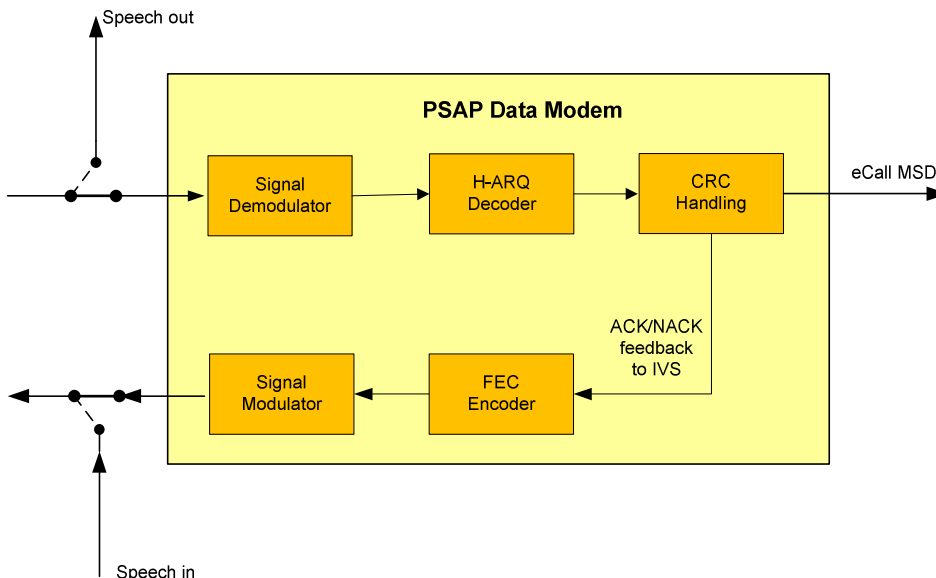 Speech out
PSAP Data Modem
Signal
Demodulator
H-ARQ
Decoder
CRC
Handling
eCall MSD
ACK/NACK
feedback
to IVS
Signal
Modulator
FEC
Encoder
Speech in